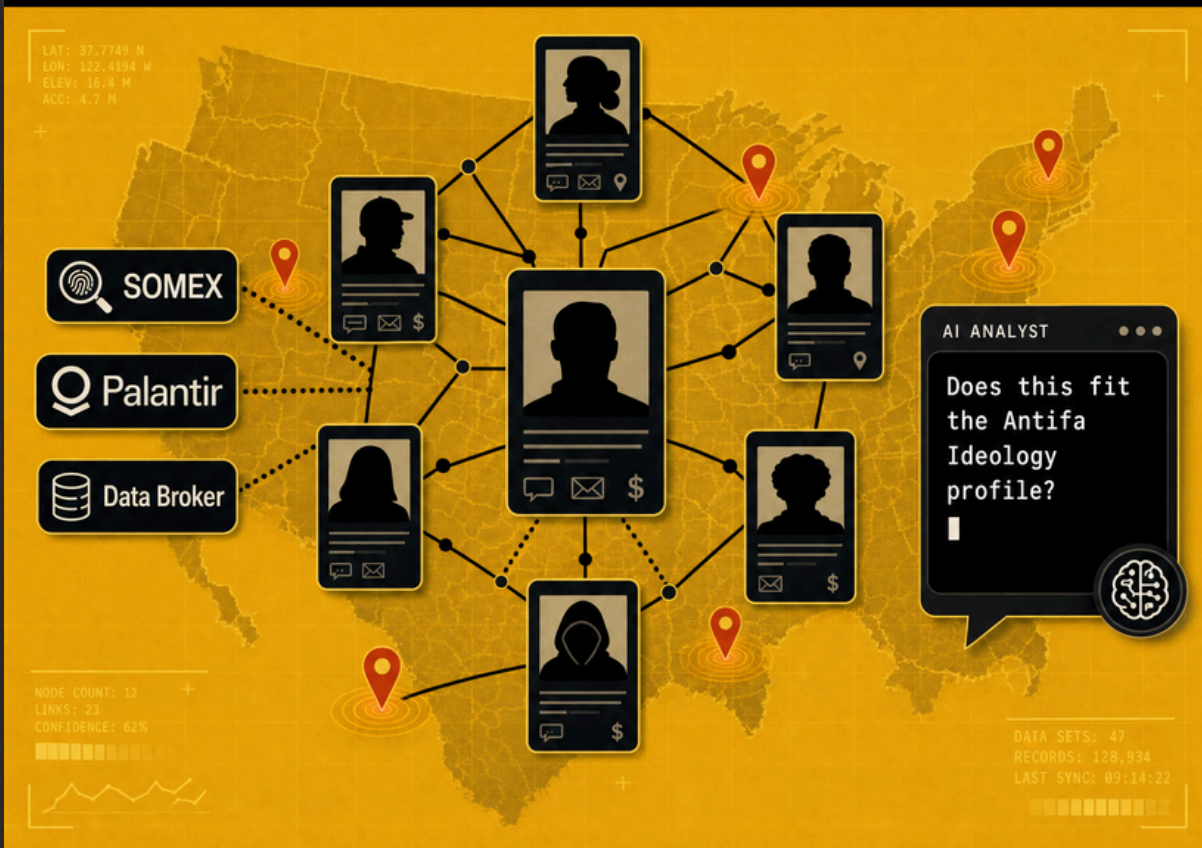 LAT: 37.7749 N
LON: 122.4194 W
ELEV: 16.4 M
ACC: 4.7 M
SOMEX
Palantir
Data Broker
AI ANALYST
Does this fit
the Antifa
Ideology
profile?
$
$
$
$
NODE COUNT: 12
LINKS: 23
CONFIDENCE: 62%
DATA SETS: 47
RECORDS: 128,934
LAST SYNC: 09:14:22